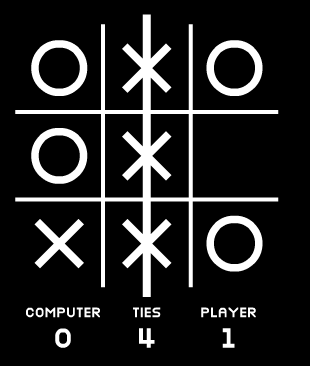 O X O
O X
X X O
COMPUTER TIES PLAYER
0 4 1